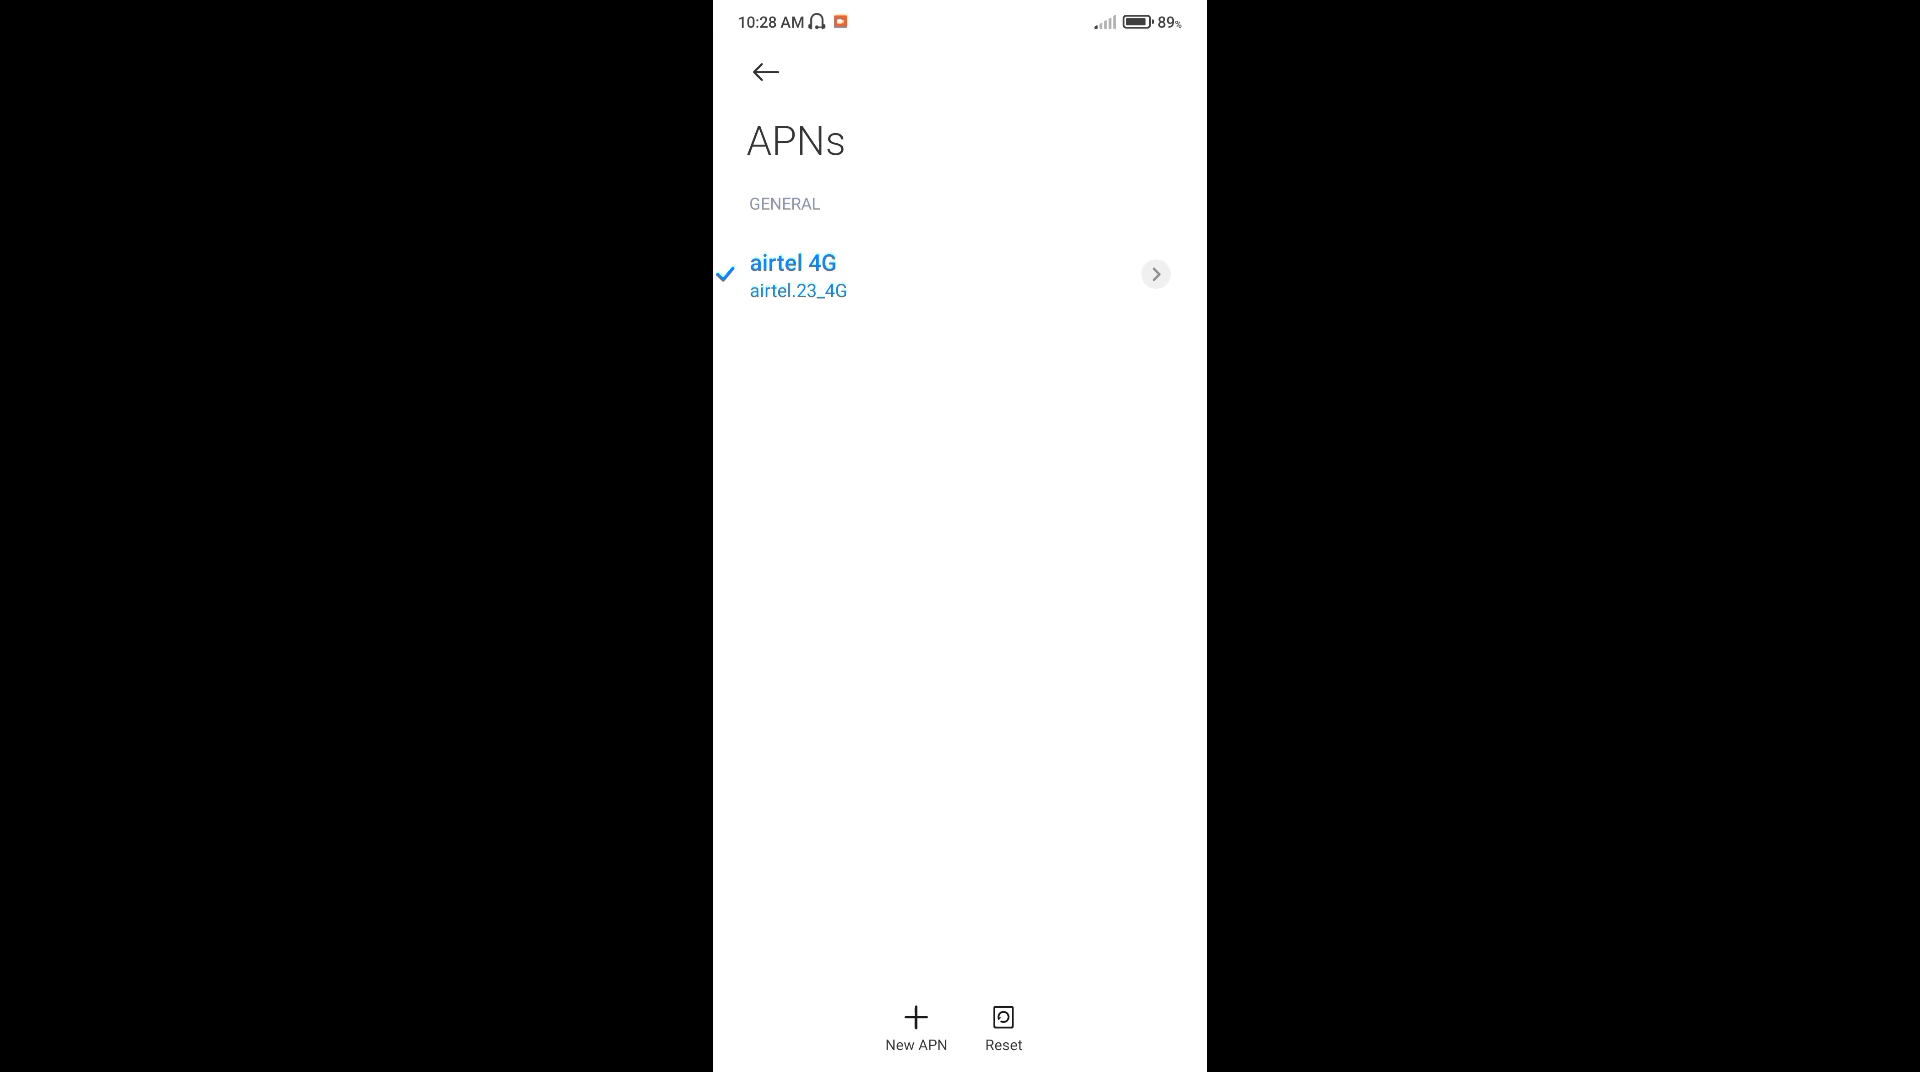 10:28 AM 89%
APNs
GENERAL
airtel 4G
airtel.23_4G
New APN Reset